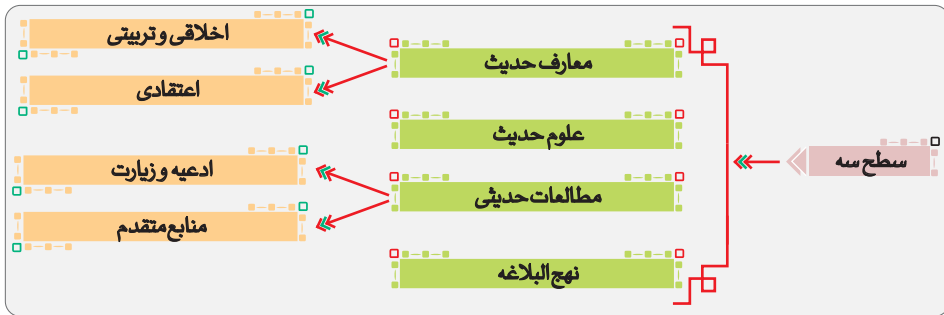 سطح سه
معارف حدیث
اخلاقی و تربیتی
اعتقادی
علوم حدیث
مطالعات حدیثی
ادعیه و زیارت
منابع متقدم
نهج البلاغه